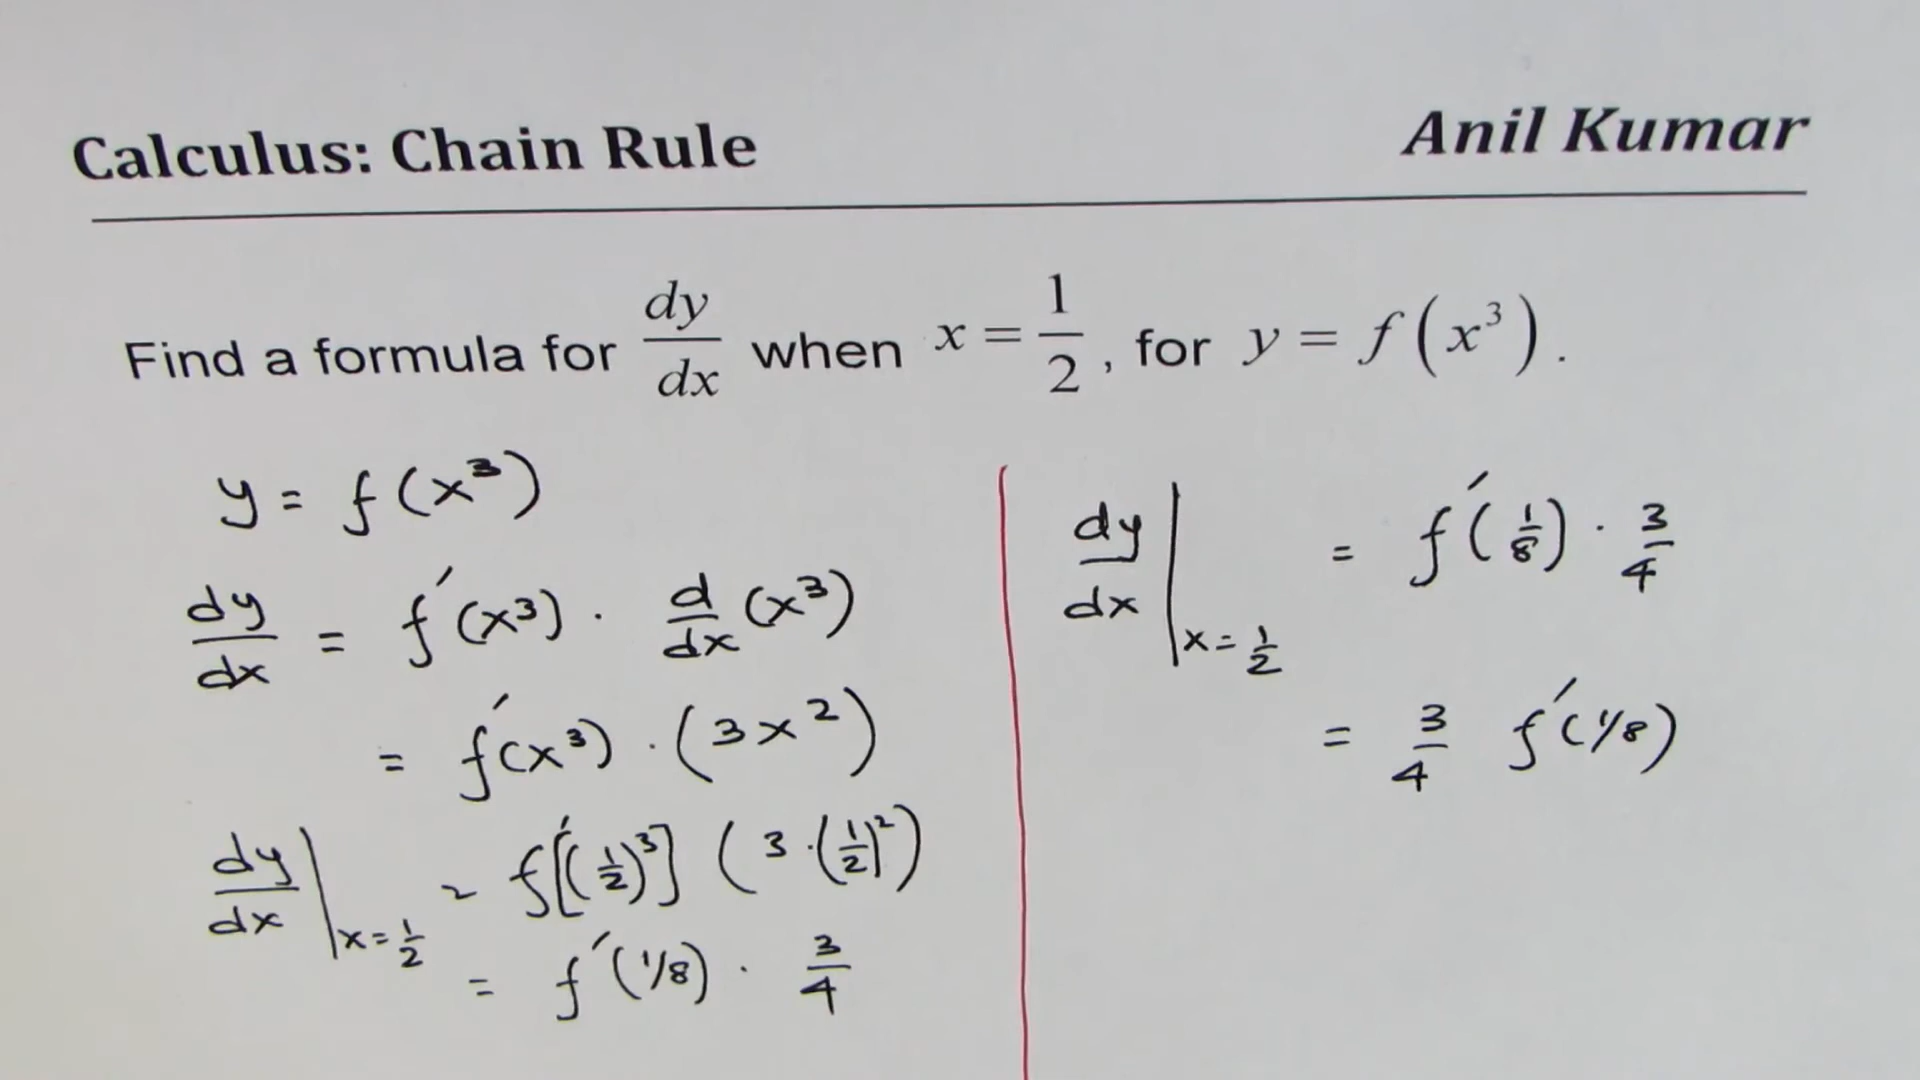 Calculus: Chain Rule
Anil Kumar
Find a formula for dy/dx when x = 1/2, for y = f(x³).
y = f(x³)
dy/dx = f′(x³) · d/dx (x³)
= f′(x³) · (3x²)
dy/dx |x=1/2 = f′[(1/2)³] (3·(1/2)²)
= f′(1/8) · 3/4
dy/dx |x=1/2 = f′(1/8) · 3/4
= 3/4 f′(1/8)